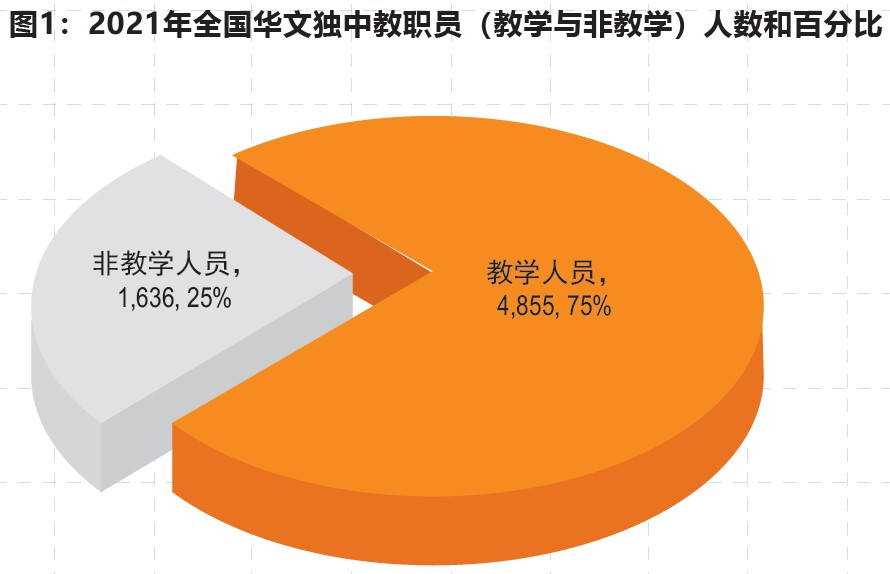 图1：2021年全国华文独中教职员（教学与非教学）人数和百分比
非教学人员，
1,636, 25%
教学人员，
4,855, 75%